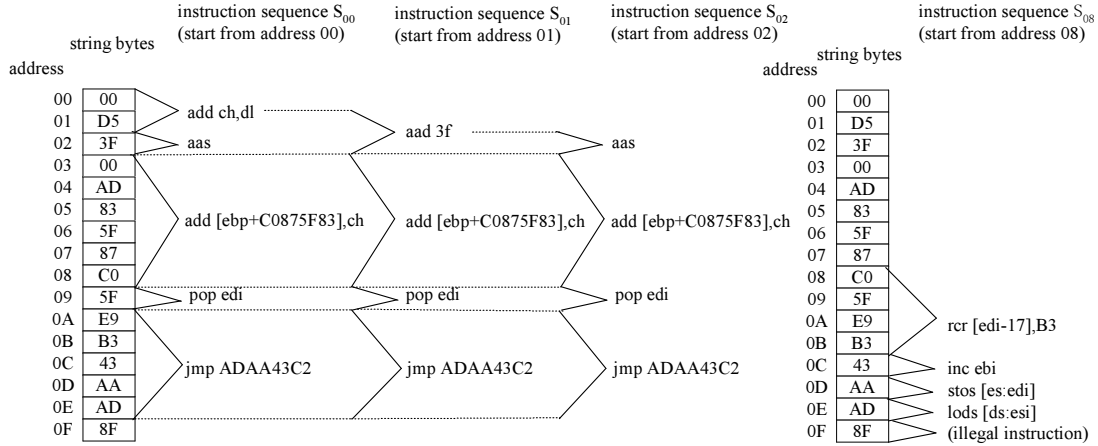 instruction sequence S00 instruction sequence S01 instruction sequence S02 instruction sequence S08
(start from address 00) (start from address 01) (start from address 02) (start from address 08)
string bytes string bytes
address address
00 00 00 00
add ch,dl
01 D5 01 D5
aad 3f
02 3F aas aas 02 3F
03 00 03 00
04 AD 04 AD
05 83 05 83
add [ebp+C0875F83],ch add [ebp+C0875F83],ch add [ebp+C0875F83],ch
06 5F 06 5F
07 87 07 87
08 C0 08 C0
09 5F pop edi pop edi pop edi 09 5F
0A E9 0A E9
rcr [edi-17],B3
0B B3 0B B3
0C 43 jmp ADAA43C2 jmp ADAA43C2 jmp ADAA43C2 0C 43 inc ebi
0D AA 0D AA stos [es:edi]
0E AD 0E AD lods [ds:esi]
0F 8F 0F 8F (illegal instruction)